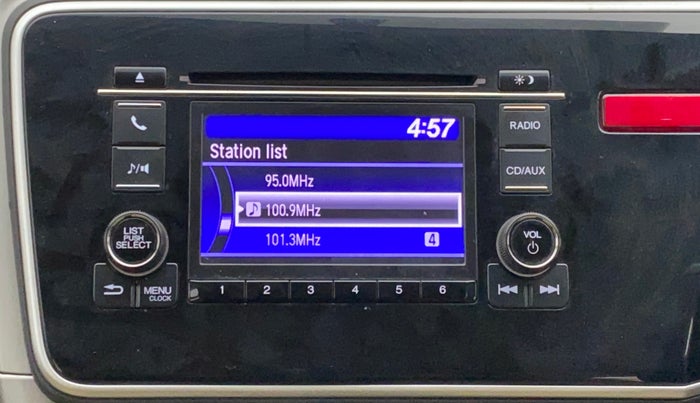 4:57
RADIO
Station list
95.0MHz
CD/AUX
100.9MHz
LIST
PUSH
SELECT
VOL
101.3MHz 4
MENU
CLOCK
1 2 3 4 5 6